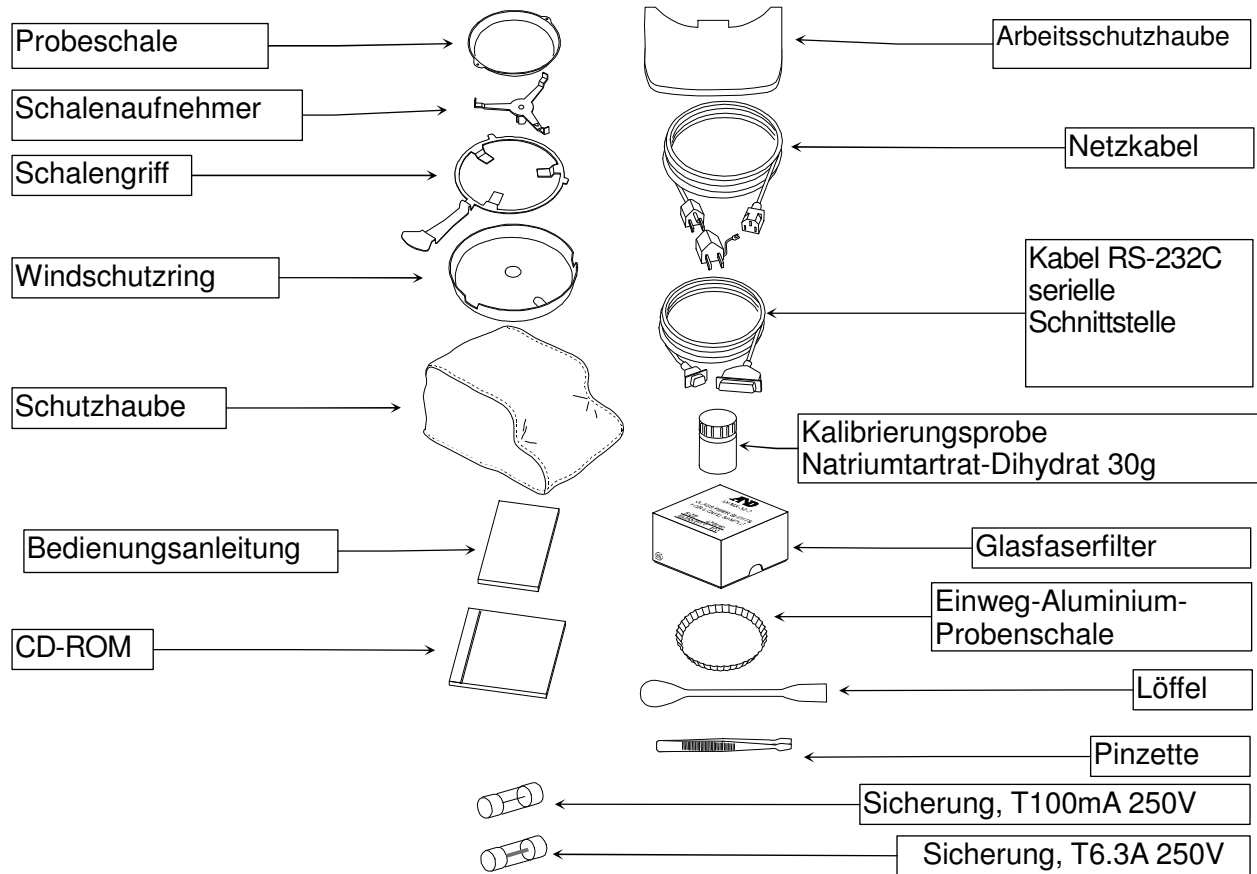 Probeschale
Schalenaufnehmer
Schalengriff
Windschutzring
Schutzhaube
Bedienungsanleitung
CD-ROM
Arbeitsschutzhaube
Netzkabel
Kabel RS-232C
serielle
Schnittstelle
Kalibrierungsprobe
Natriumtartrat-Dihydrat 30g
AND
Glasfaserfilter
Einweg-Aluminium-
Probenschale
Löffel
Pinzette
Sicherung, T100mA 250V
Sicherung, T6.3A 250V